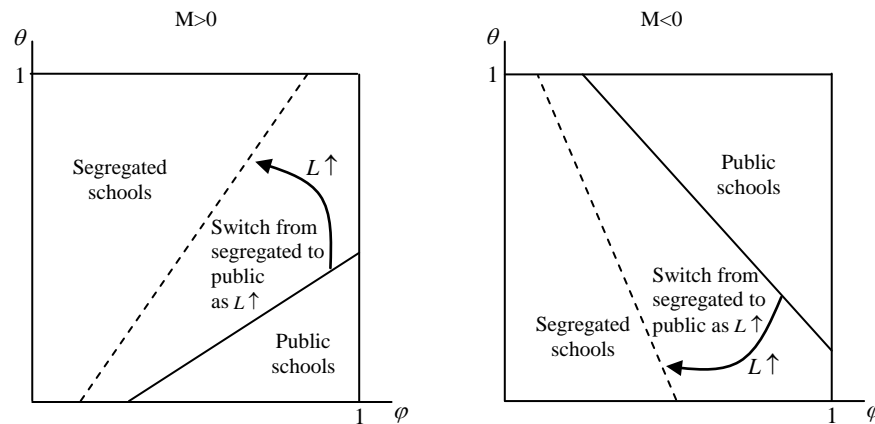 M>0
θ
1
Segregated
schools
L↑
Switch from
segregated to
public
as L↑
Public
schools
1
φ
M<0
θ
1
Public
schools
Switch from
segregated to
public as L↑
Segregated
schools
L↑
1
φ